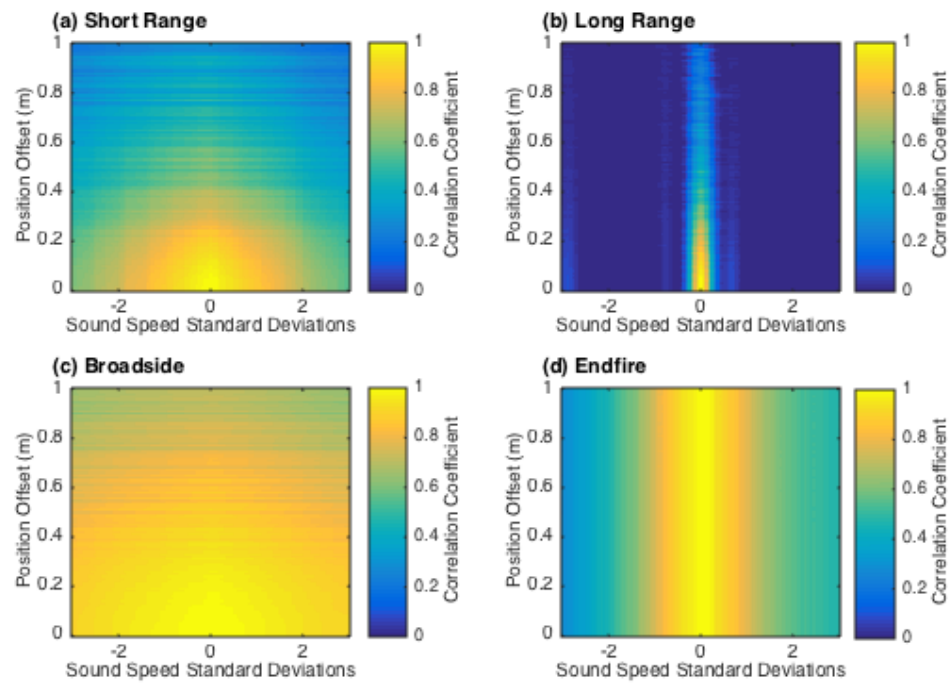 (a) Short Range
1
0.8
0.6
0.4
0.2
0
-2 0 2
Position Offset (m)
Sound Speed Standard Deviations
1
0.8
0.6
0.4
0.2
0
Correlation Coefficient
(b) Long Range
1
0.8
0.6
0.4
0.2
0
-2 0 2
Position Offset (m)
Sound Speed Standard Deviations
1
0.8
0.6
0.4
0.2
0
Correlation Coefficient
(c) Broadside
1
0.8
0.6
0.4
0.2
0
-2 0 2
Position Offset (m)
Sound Speed Standard Deviations
1
0.8
0.6
0.4
0.2
0
Correlation Coefficient
(d) Endfire
1
0.8
0.6
0.4
0.2
0
-2 0 2
Position Offset (m)
Sound Speed Standard Deviations
1
0.8
0.6
0.4
0.2
0
Correlation Coefficient